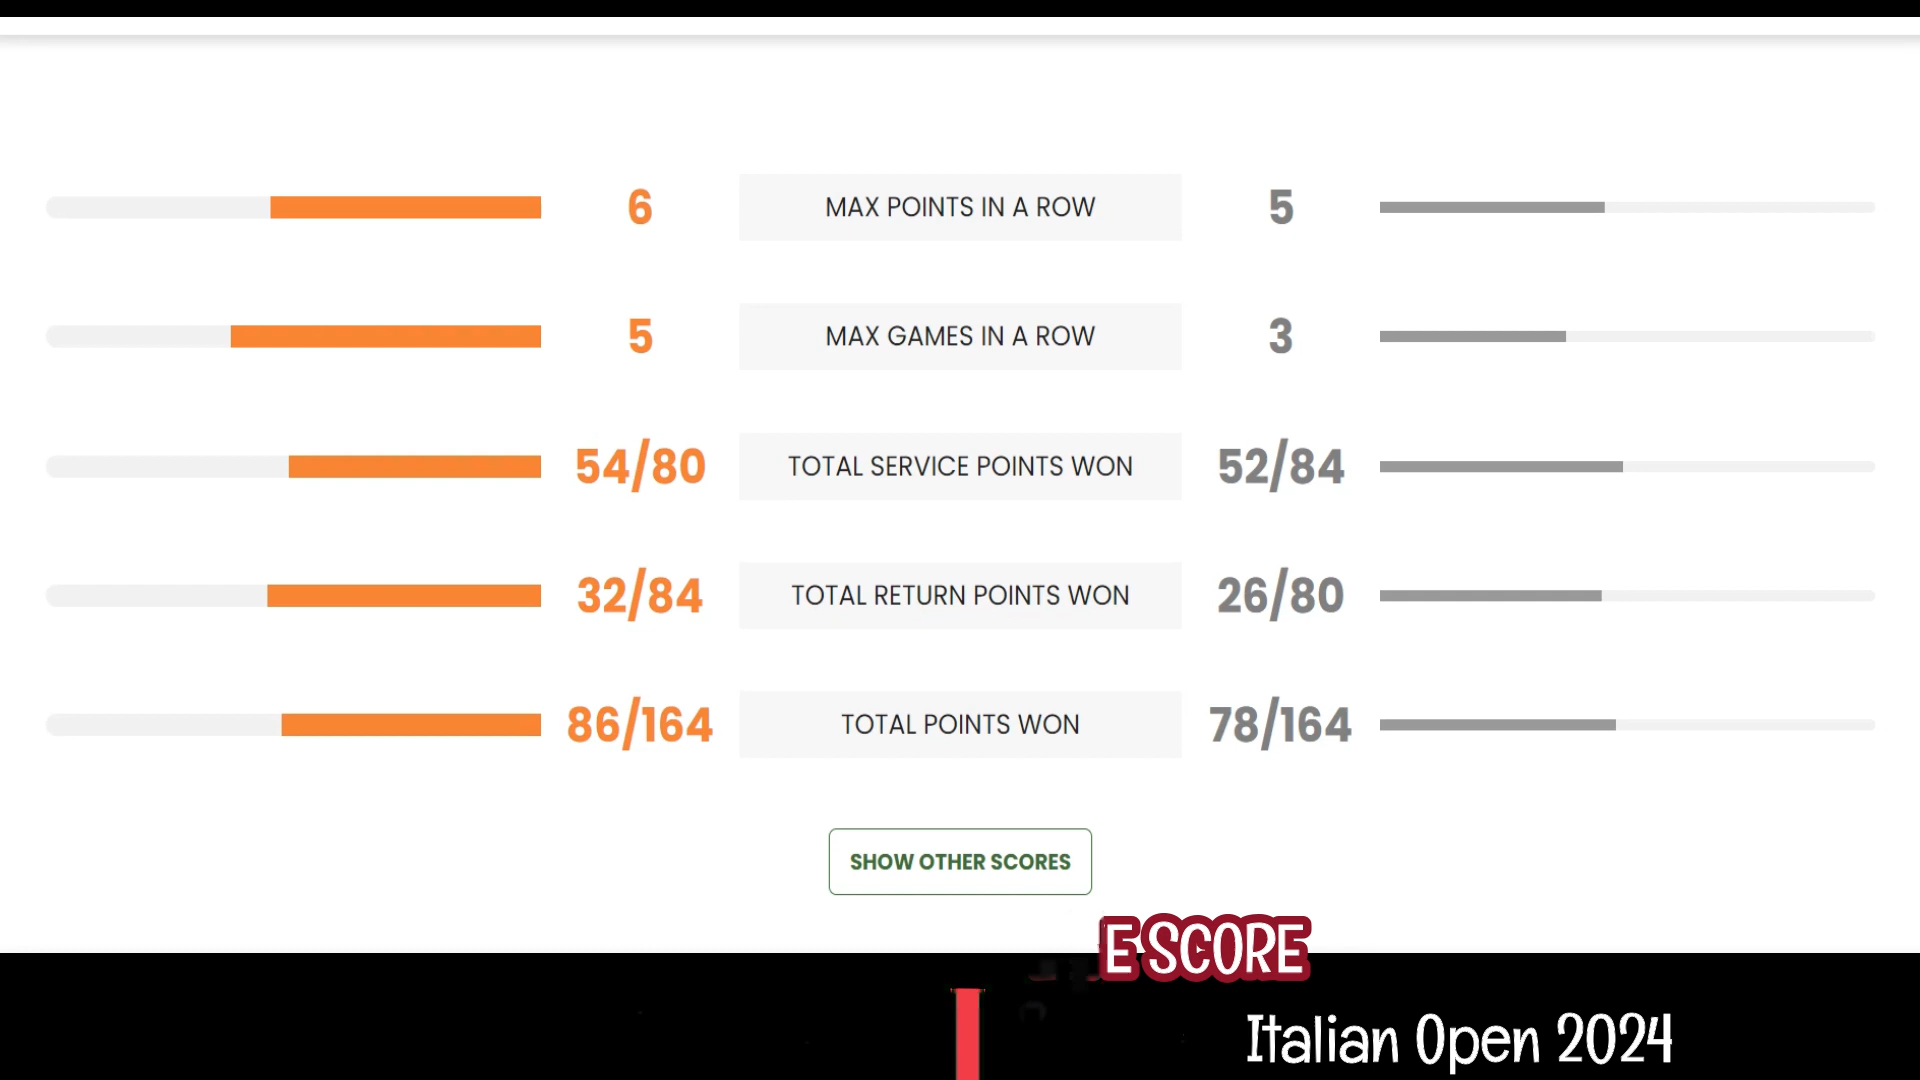 6 MAX POINTS IN A ROW 5
5 MAX GAMES IN A ROW 3
54/80 TOTAL SERVICE POINTS WON 52/84
32/84 TOTAL RETURN POINTS WON 26/80
86/164 TOTAL POINTS WON 78/164
SHOW OTHER SCORES
E SCORE
Italian Open 2024